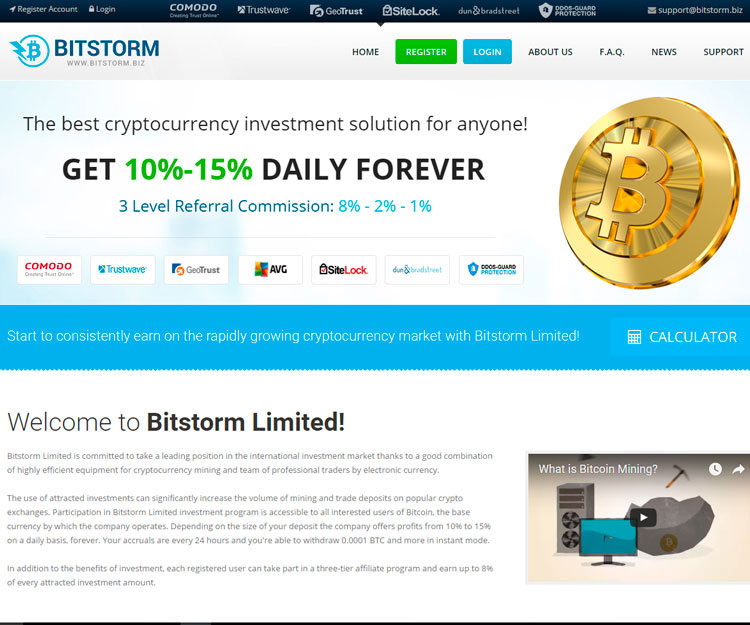 Register Account Login COMODO Creating Trust Online® Trustwave® GeoTrust SiteLock. dun&bradstreet DDOS-GUARD PROTECTION support@bitstorm.biz
BITSTORM
WWW.BITSTORM.BIZ
HOME REGISTER LOGIN ABOUT US F.A.Q. NEWS SUPPORT
The best cryptocurrency investment solution for anyone!
GET 10%-15% DAILY FOREVER
3 Level Referral Commission: 8% - 2% - 1%
COMODO Creating Trust Online® Trustwave® GeoTrust AVG SiteLock. dun&bradstreet DDOS-GUARD PROTECTION
Start to consistently earn on the rapidly growing cryptocurrency market with Bitstorm Limited!
CALCULATOR
Welcome to Bitstorm Limited!
Bitstorm Limited is committed to take a leading position in the international investment market thanks to a good combination
of highly efficient equipment for cryptocurrency mining and team of professional traders by electronic currency.
The use of attracted investments can significantly increase the volume of mining and trade deposits on popular crypto
exchanges. Participation in Bitstorm Limited investment program is accessible to all interested users of Bitcoin, the base
currency by which the company operates. Depending on the size of your deposit the company offers profits from 10% to 15%
on a daily basis, forever. Your accruals are every 24 hours and you're able to withdraw 0.0001 BTC and more in instant mode.
In addition to the benefits of investment, each registered user can take part in a three-tier affiliate program and earn up to 8%
of every attracted investment amount.
What is Bitcoin Mining?